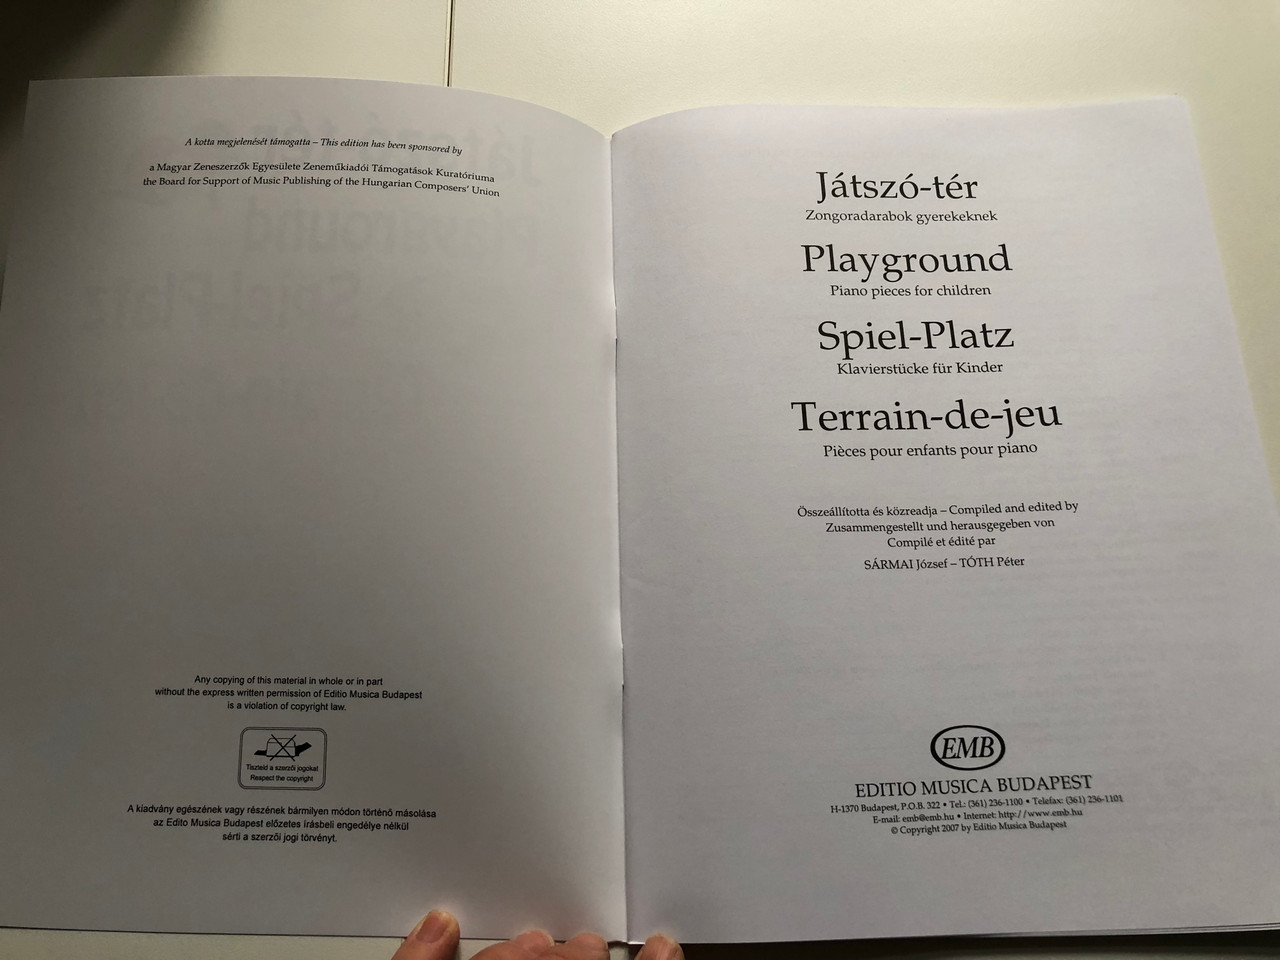 A kotta megjelenését támogatta – This edition has been sponsored by
a Magyar Zeneszerzők Egyesülete Zeneműkiadói Támogatások Kuratóriuma
the Board for Support of Music Publishing of the Hungarian Composers' Union
Any copying of this material in whole or in part
without the express written permission of Editio Musica Budapest
is a violation of copyright law.
Tiszteld a szerzői jogokat
Respect the copyright
A kiadvány egészének vagy részének bármilyen módon történő másolása
az Edito Musica Budapest előzetes írásbeli engedélye nélkül
sérti a szerzői jogi törvényt.
Játszó-tér
Zongoradarabok gyerekeknek
Playground
Piano pieces for children
Spiel-Platz
Klavierstücke für Kinder
Terrain-de-jeu
Pièces pour enfants pour piano
Összeállította és közreadja – Compiled and edited by
Zusammengestellt und herausgegeben von
Compilé et édité par
SÁRMAI József – TÓTH Péter
EMB
EDITIO MUSICA BUDAPEST
H-1370 Budapest, P.O.B. 322 • Tel.: (361) 236-1100 • Telefax: (361) 236-1101
E-mail: emb@emb.hu • Internet: http://www.emb.hu
© Copyright 2007 by Editio Musica Budapest